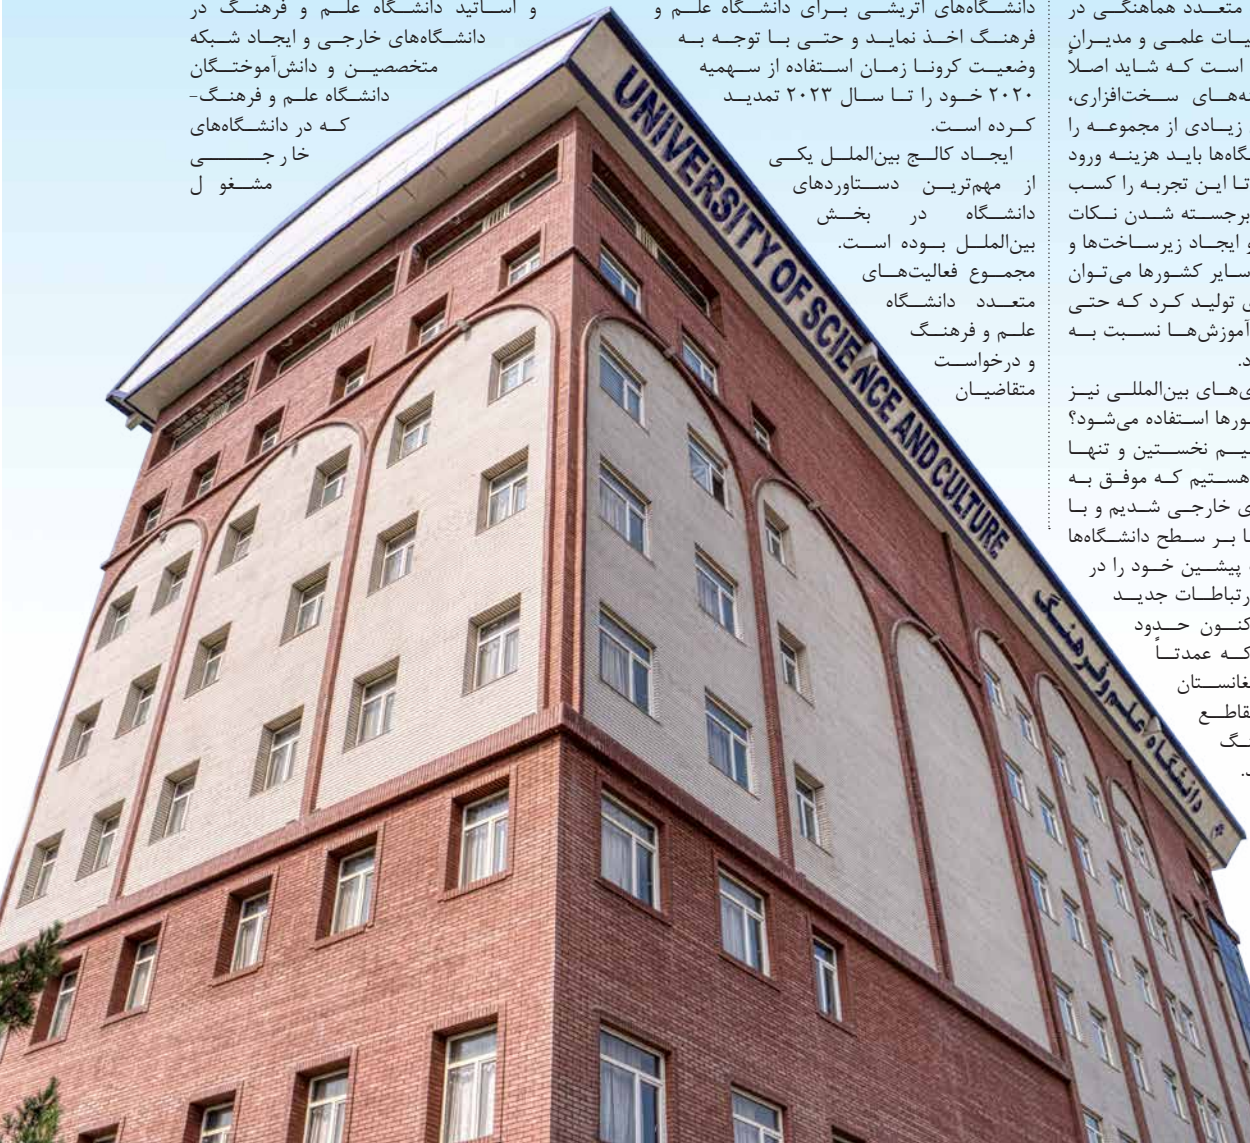 متعدد هماهنگی در
یات علمی و مدیران
است که شاید اصلاً
ه‌های سخت‌افزاری،
زیادی از مجموعه را
گاه‌ها باید هزینه ورود
تا این تجربه را کسب
برجسته شدن نکات
و ایجاد زیرساخت‌ها و
سایر کشورها می‌توان
ی تولید کرد که حتی
آموزش‌ها نسبت به
د.
ی‌های بین‌المللی نیز
ورها استفاده می‌شود؟
یم نخستین و تنها
هستیم که موفق به
ی خارجی شدیم و با
ا بر سطح دانشگاه‌ها
پیشین خود را در
رتباطات جدید
کنون حدود
که عمدتاً
غانستان
قاطع
نگ
د.
دانشگاه‌های اتریشی برای دانشگاه علم و
فرهنگ اخذ نماید و حتی با توجه به
وضعیت کرونا زمان استفاده از سهمیه
۲۰۲۰ خود را تا سال ۲۰۲۳ تمدید
کرده است.
ایجاد کالج بین‌الملل یکی
از مهم‌ترین دستاوردهای
دانشگاه در بخش
بین‌الملل بوده است.
مجموع فعالیت‌های
متعدد دانشگاه
علم و فرهنگ
و درخواست
متقاضیان
و اساتید دانشگاه علم و فرهنگ در
دانشگاه‌های خارجی و ایجاد شبکه
متخصصین و دانش‌آموختگان
دانشگاه علم و فرهنگ-
که در دانشگاه‌های
خارجی
مشغول
UNIVERSITY OF SCIENCE AND CULTURE
دانشگاه علم و فرهنگ